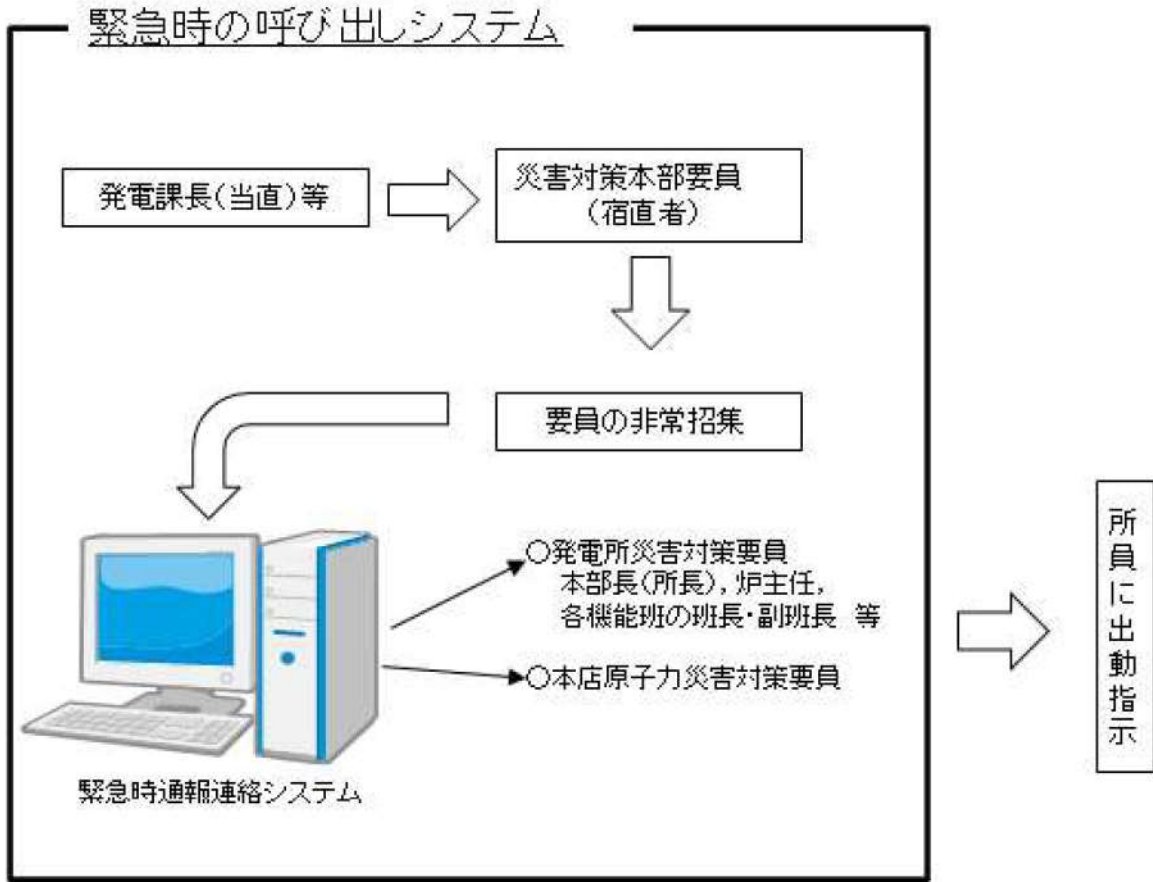 緊急時の呼び出しシステム
発電課長(当直)等
災害対策本部要員
(宿直者)
要員の非常招集
○発電所災害対策要員
本部長(所長),炉主任,
各機能班の班長・副班長 等
○本店原子力災害対策要員
緊急時通報連絡システム
所員に出動指示